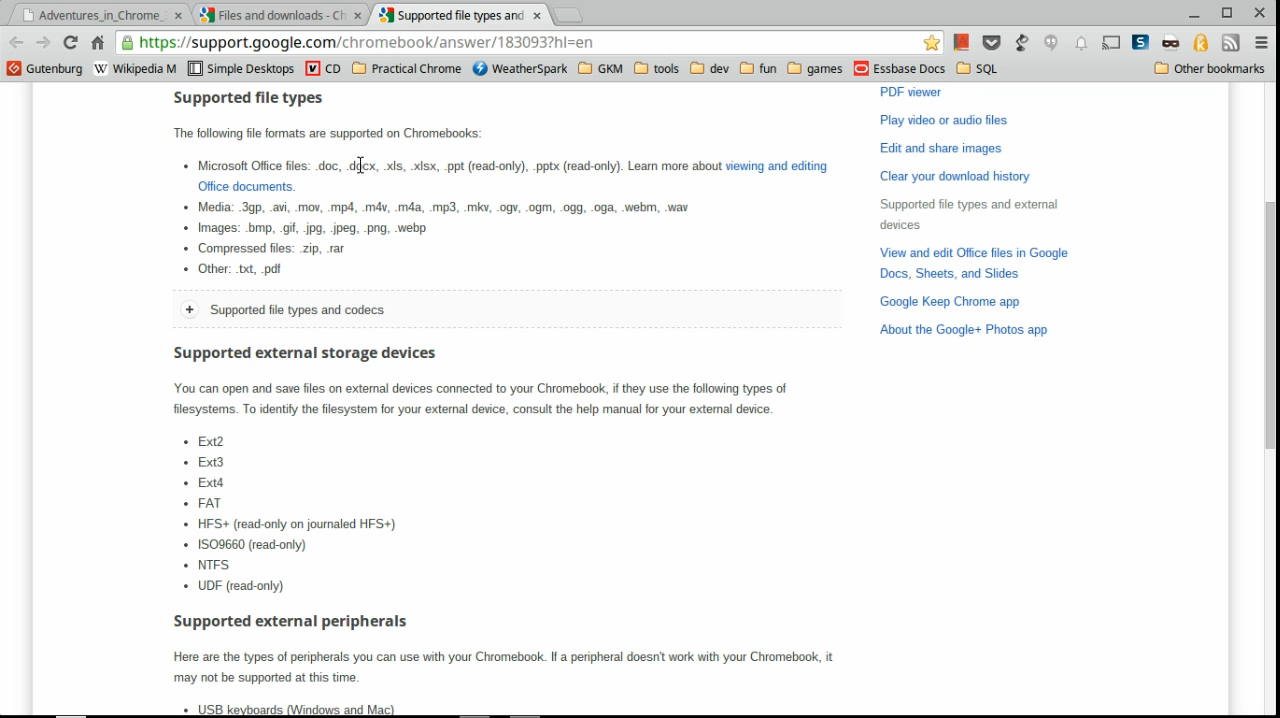 Adventures_in_Chrome_ Files and downloads - Ch Supported file types and
https://support.google.com/chromebook/answer/183093?hl=en
Gutenburg Wikipedia M Simple Desktops CD Practical Chrome WeatherSpark GKM tools dev fun games Essbase Docs SQL Other bookmarks
Supported file types
The following file formats are supported on Chromebooks:
• Microsoft Office files: .doc, .docx, .xls, .xlsx, .ppt (read-only), .pptx (read-only). Learn more about viewing and editing
Office documents.
• Media: .3gp, .avi, .mov, .mp4, .m4v, .m4a, .mp3, .mkv, .ogv, .ogm, .ogg, .oga, .webm, .wav
• Images: .bmp, .gif, .jpg, .jpeg, .png, .webp
• Compressed files: .zip, .rar
• Other: .txt, .pdf
Supported file types and codecs
Supported external storage devices
You can open and save files on external devices connected to your Chromebook, if they use the following types of
filesystems. To identify the filesystem for your external device, consult the help manual for your external device.
• Ext2
• Ext3
• Ext4
• FAT
• HFS+ (read-only on journaled HFS+)
• ISO9660 (read-only)
• NTFS
• UDF (read-only)
Supported external peripherals
Here are the types of peripherals you can use with your Chromebook. If a peripheral doesn't work with your Chromebook, it
may not be supported at this time.
• USB keyboards (Windows and Mac)
PDF viewer
Play video or audio files
Edit and share images
Clear your download history
Supported file types and external
devices
View and edit Office files in Google
Docs, Sheets, and Slides
Google Keep Chrome app
About the Google+ Photos app